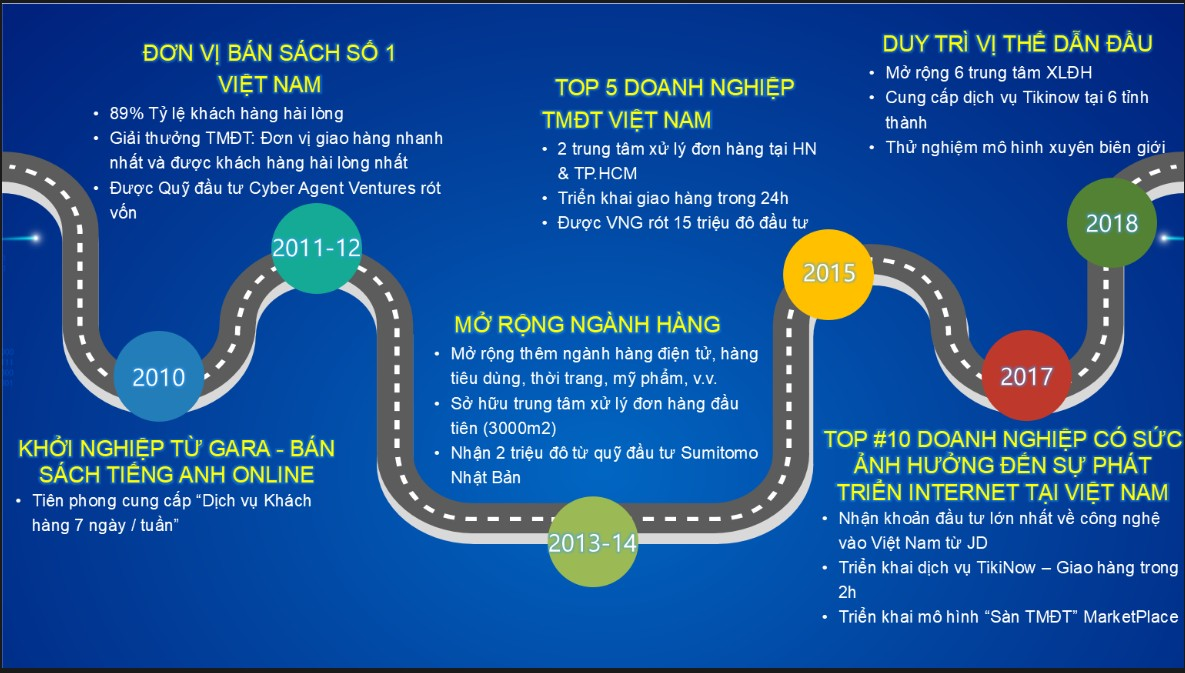 ĐƠN VỊ BÁN SÁCH SỐ 1
VIỆT NAM
• 89% Tỷ lệ khách hàng hài lòng
• Giải thưởng TMĐT: Đơn vị giao hàng nhanh
nhất và được khách hàng hài lòng nhất
• Được Quỹ đầu tư Cyber Agent Ventures rót
vốn
2011-12
TOP 5 DOANH NGHIỆP
TMĐT VIỆT NAM
• 2 trung tâm xử lý đơn hàng tại HN
& TP.HCM
• Triển khai giao hàng trong 24h
• Được VNG rót 15 triệu đô đầu tư
2015
DUY TRÌ VỊ THẾ DẪN ĐẦU
• Mở rộng 6 trung tâm XLĐH
• Cung cấp dịch vụ Tikinow tại 6 tỉnh
thành
• Thử nghiệm mô hình xuyên biên giới
2018
2010
KHỞI NGHIỆP TỪ GARA - BÁN
SÁCH TIẾNG ANH ONLINE
• Tiên phong cung cấp “Dịch vụ Khách
hàng 7 ngày / tuần”
MỞ RỘNG NGÀNH HÀNG
• Mở rộng thêm ngành hàng điện tử, hàng
tiêu dùng, thời trang, mỹ phẩm, v.v.
• Sở hữu trung tâm xử lý đơn hàng đầu
tiên (3000m2)
• Nhận 2 triệu đô từ quỹ đầu tư Sumitomo
Nhật Bản
2013-14
2017
TOP #10 DOANH NGHIỆP CÓ SỨC
ẢNH HƯỞNG ĐẾN SỰ PHÁT
TRIỂN INTERNET TẠI VIỆT NAM
• Nhận khoản đầu tư lớn nhất về công nghệ
vào Việt Nam từ JD
• Triển khai dịch vụ TikiNow – Giao hàng trong
2h
• Triển khai mô hình “Sàn TMĐT” MarketPlace